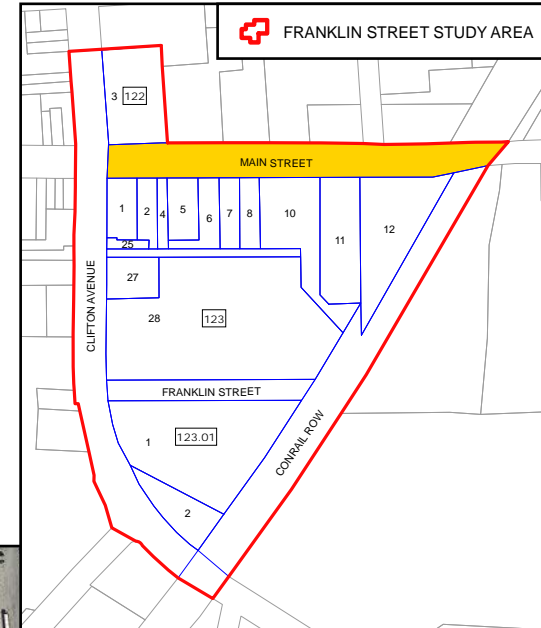 FRANKLIN STREET STUDY AREA
3 122
MAIN STREET
1 2 4 5 6 7 8 10 11 12
25
27
CLIFTON AVENUE
28 123
FRANKLIN STREET
1 123.01
CONRAIL ROW
2